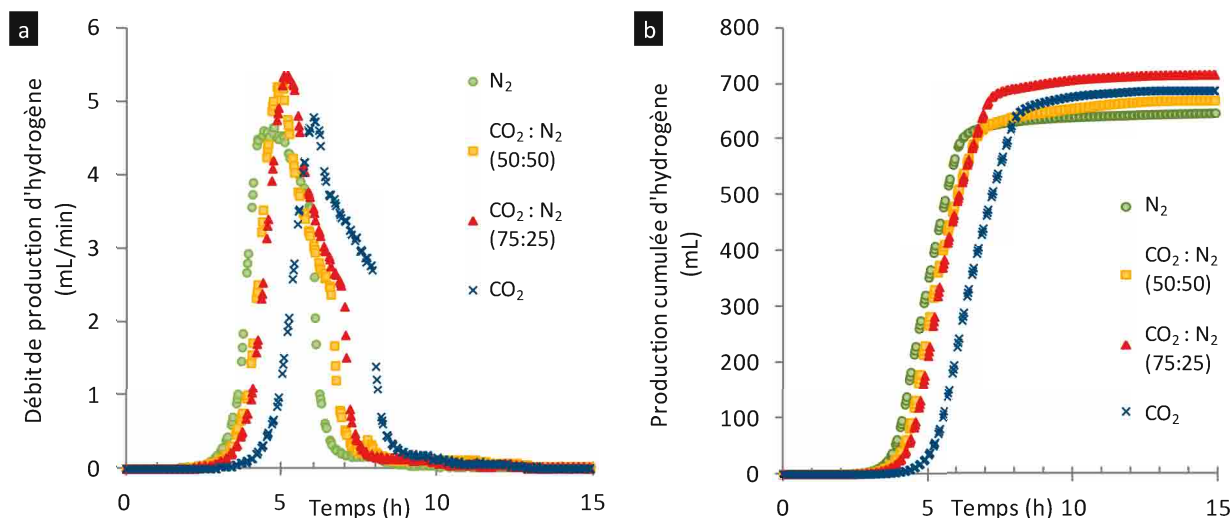 a
Débit de production d'hydrogène
(mL/min)
6
5
4
3
2
1
0
0
5
10
15
Temps (h)
N2
CO2 : N2
(50:50)
CO2 : N2
(75:25)
CO2
b
Production cumulée d'hydrogène
(mL)
800
700
600
500
400
300
200
100
0
0
5
10
15
Temps (h)
N2
CO2 : N2
(50:50)
CO2 : N2
(75:25)
CO2